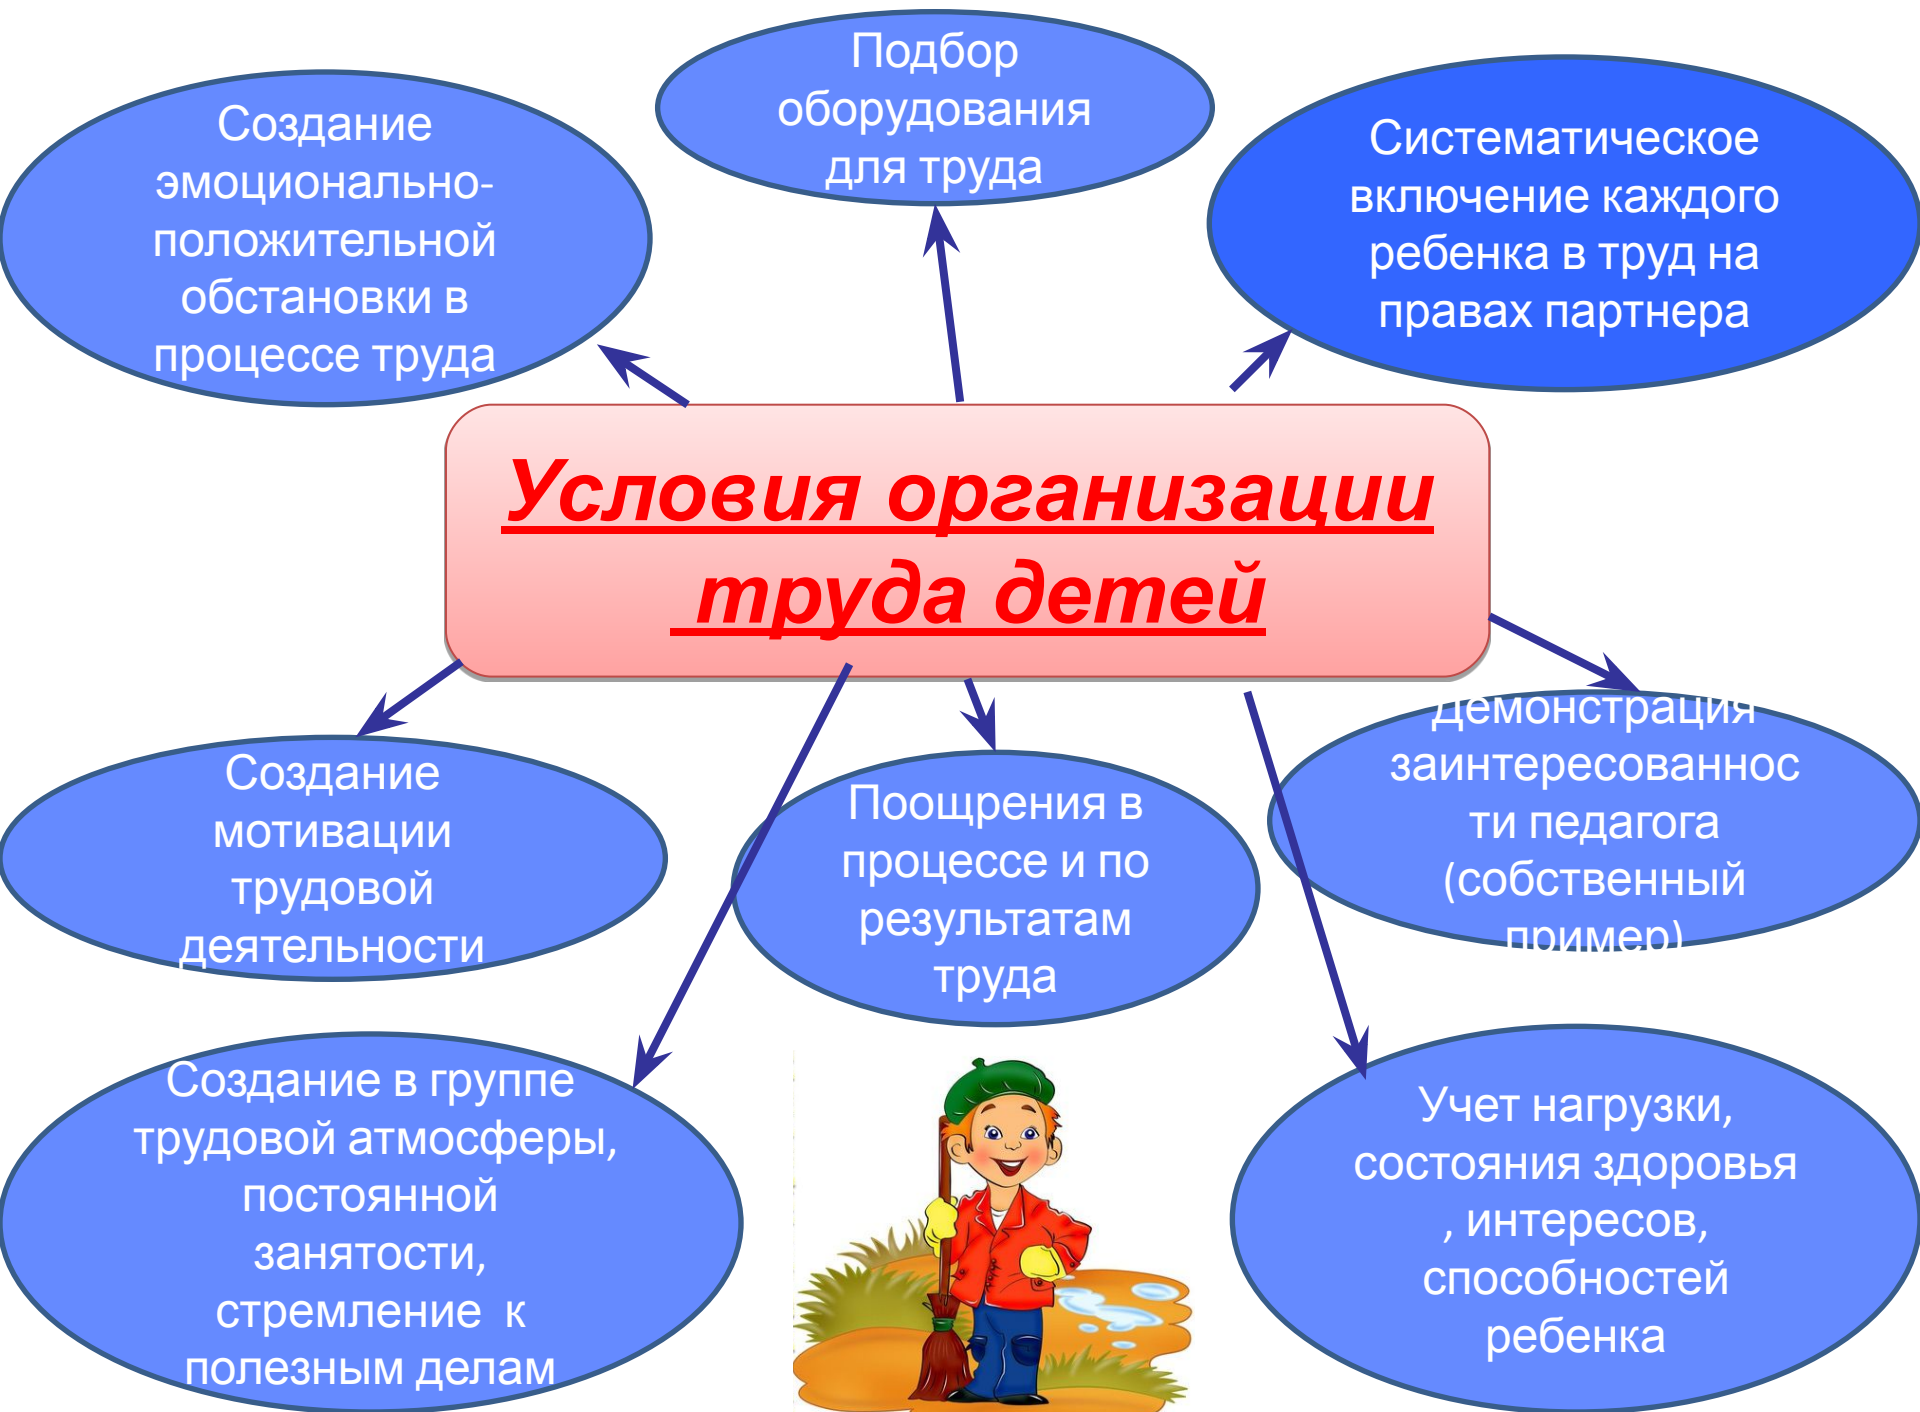 Подбор
оборудования
для труда
Создание
эмоционально-
положительной
обстановки в
процессе труда
Систематическое
включение каждого
ребенка в труд на
правах партнера
Условия организации
труда детей
Создание
мотивации
трудовой
деятельности
Поощрения в
процессе и по
результатам
труда
Демонстрация
заинтересованнос
ти педагога
(собственный
пример)
Создание в группе
трудовой атмосферы,
постоянной
занятости,
стремление к
полезным делам
Учет нагрузки,
состояния здоровья
, интересов,
способностей
ребенка